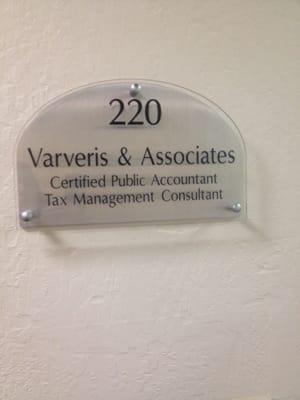 220
Varveris & Associates
Certified Public Accountant
Tax Management Consultant